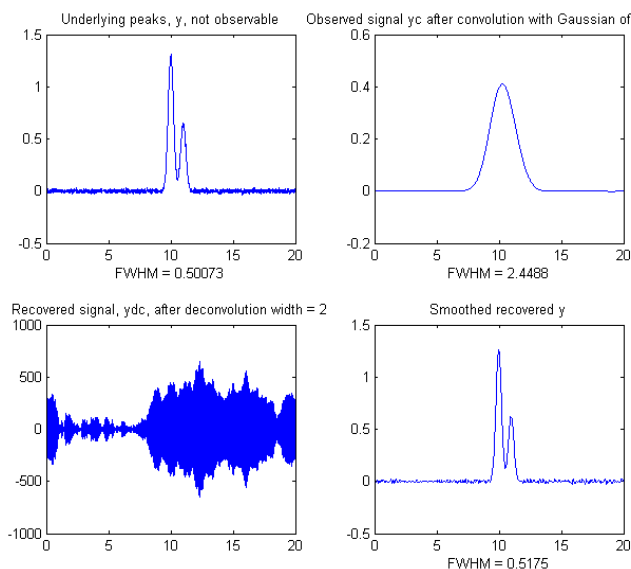 Underlying peaks, y, not observable
1.5
1
0.5
0
-0.5
0 5 10 15 20
FWHM = 0.50073
Observed signal yc after convolution with Gaussian of
0.6
0.4
0.2
0
-0.2
0 5 10 15 20
FWHM = 2.4488
Recovered signal, ydc, after deconvolution width = 2
1000
500
0
-500
-1000
0 5 10 15 20
Smoothed recovered y
1.5
1
0.5
0
-0.5
0 5 10 15 20
FWHM = 0.5175